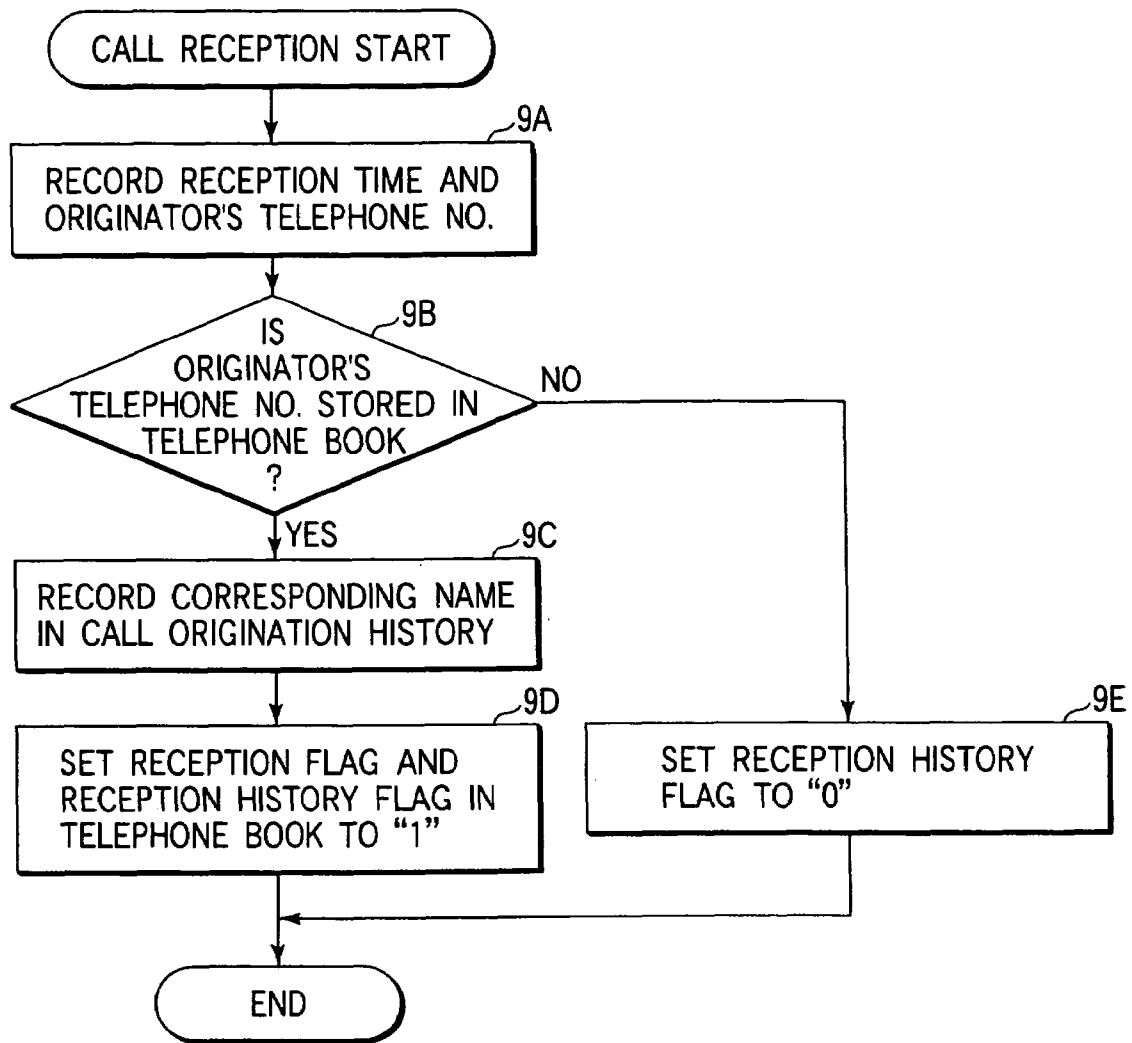 CALL RECEPTION START
9A
RECORD RECEPTION TIME AND
ORIGINATOR'S TELEPHONE NO.
9B
IS
ORIGINATOR'S
TELEPHONE NO. STORED IN
TELEPHONE BOOK
?
NO
YES
9C
RECORD CORRESPONDING NAME
IN CALL ORIGINATION HISTORY
9D
SET RECEPTION FLAG AND
RECEPTION HISTORY FLAG IN
TELEPHONE BOOK TO “1”
9E
SET RECEPTION HISTORY
FLAG TO “0”
END